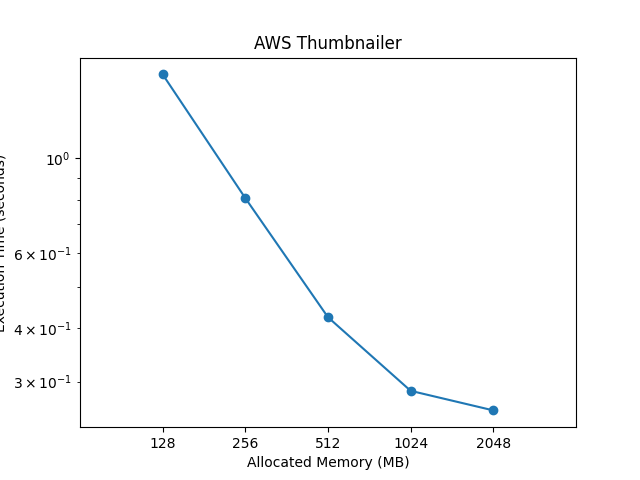 AWS Thumbnailer
Execution Time (seconds)
10⁰
6 × 10⁻¹
4 × 10⁻¹
3 × 10⁻¹
128 256 512 1024 2048
Allocated Memory (MB)